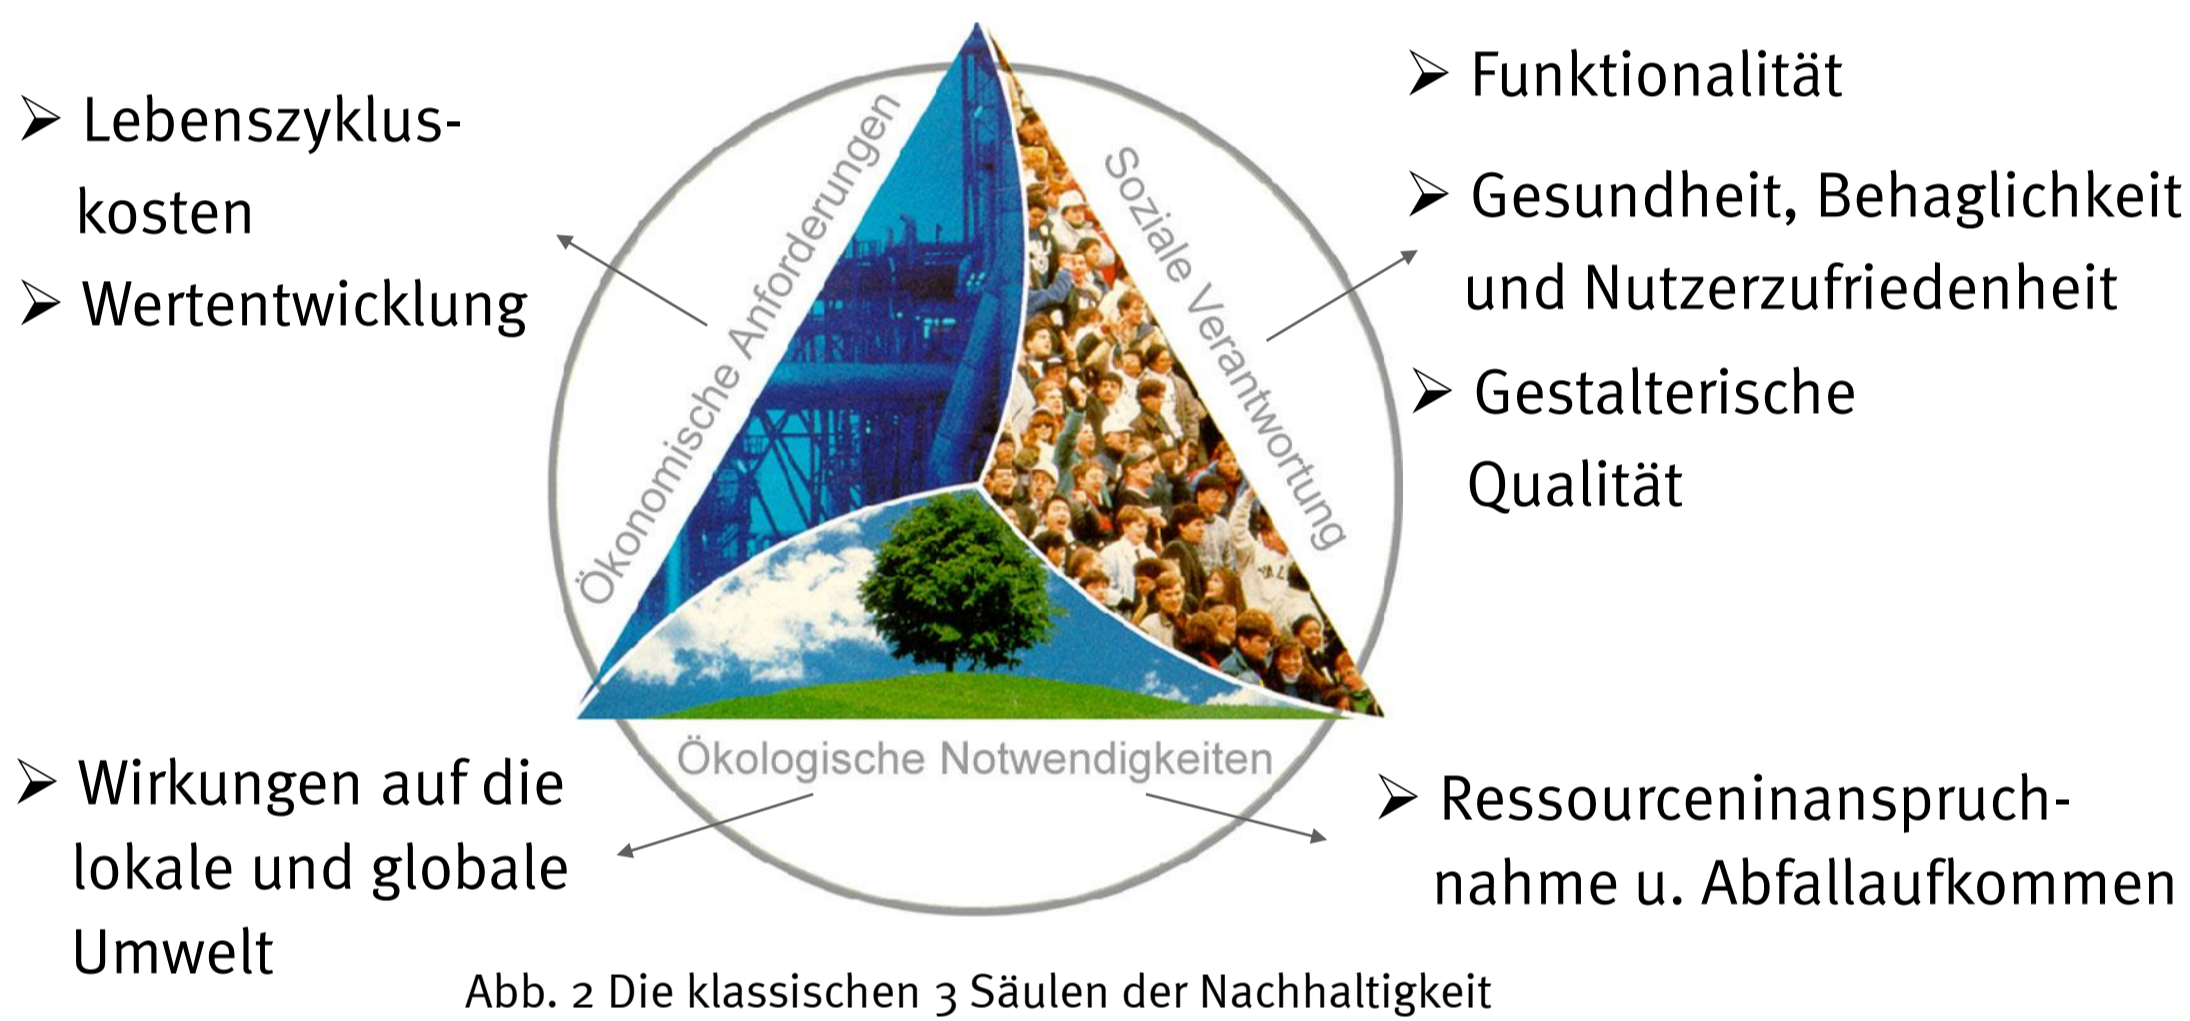 ➢ Lebenszyklus-
kosten
➢ Wertentwicklung
Ökonomische Anforderungen
Soziale Verantwortung
➢ Funktionalität
➢ Gesundheit, Behaglichkeit
und Nutzerzufriedenheit
➢ Gestalterische
Qualität
Ökologische Notwendigkeiten
➢ Wirkungen auf die
lokale und globale
Umwelt
➢ Ressourceninanspruch-
nahme u. Abfallaufkommen
Abb. 2 Die klassischen 3 Säulen der Nachhaltigkeit